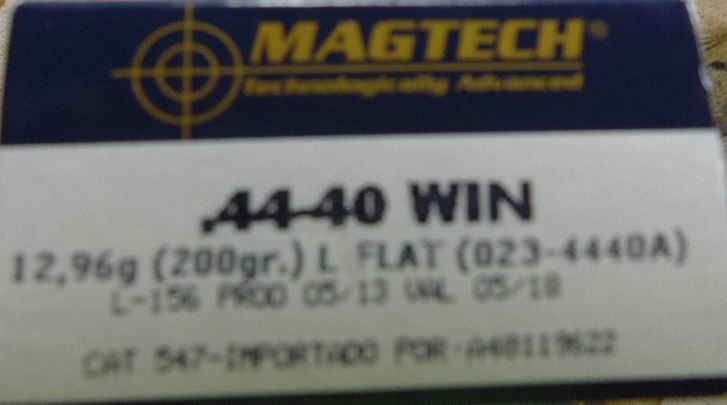 MAGTECH®
Technologically Advanced
.44-40 WIN
12,96g (200gr.) L FLAT (023-4440A)
L-156 PROD 05/13 VAL 05/18
CAT 547-IMPORTADO POR-A48119622